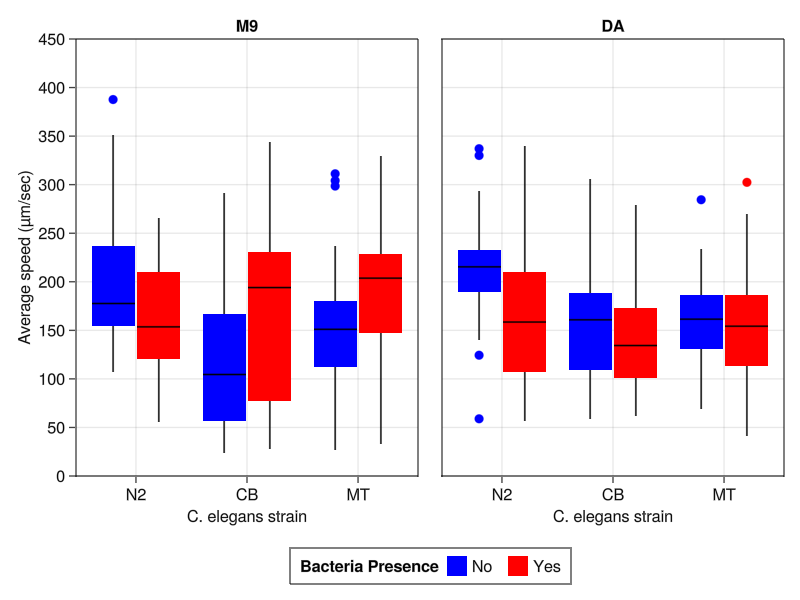 M9
DA
Average speed (µm/sec)
450
400
350
300
250
200
150
100
50
0
N2 CB MT
N2 CB MT
C. elegans strain
C. elegans strain
Bacteria Presence No Yes